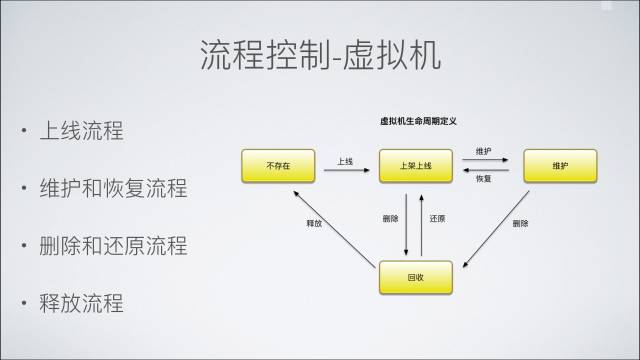 流程控制-虚拟机
• 上线流程
• 维护和恢复流程
• 删除和还原流程
• 释放流程
虚拟机生命周期定义
不存在
上线
上架上线
维护
恢复
维护
释放
删除
还原
删除
回收